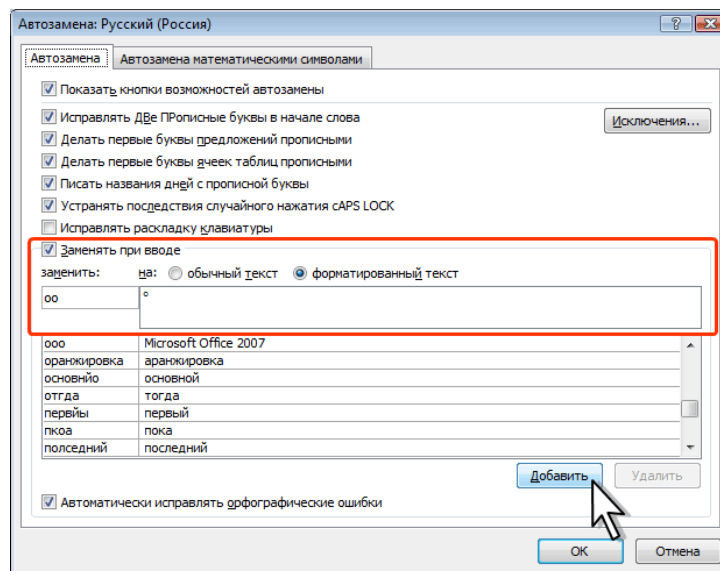 Автозамена: Русский (Россия)
Автозамена Автозамена математическими символами
Показать кнопки возможностей автозамены
Исправлять ДВе ПРописные буквы в начале слова
Исключения...
Делать первые буквы предложений прописными
Делать первые буквы ячеек таблиц прописными
Писать названия дней с прописной буквы
Устранять последствия случайного нажатия cAPS LOCK
Исправлять раскладку клавиатуры
Заменять при вводе
заменить: на: обычный текст форматированный текст
оо °
ооо Microsoft Office 2007
оранжировка аранжировка
основнйо основной
отгда тогда
первйы первый
пкоа пока
полседний последний
Добавить Удалить
Автоматически исправлять орфографические ошибки
ОК Отмена